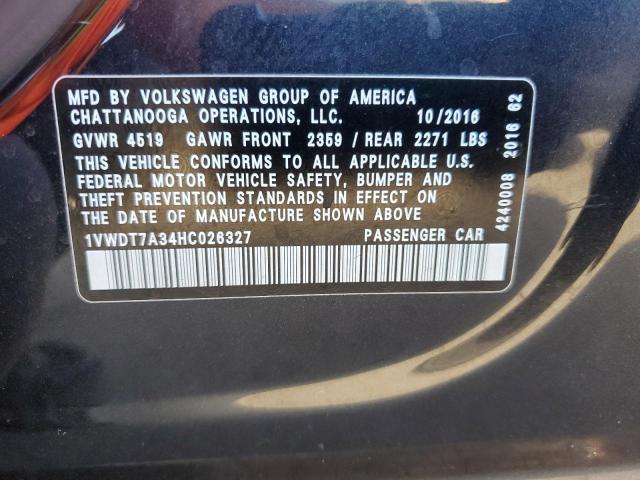 MFD BY VOLKSWAGEN GROUP OF AMERICA
CHATTANOOGA OPERATIONS, LLC. 10/2016
GVWR 4519 GAWR FRONT 2359 / REAR 2271 LBS
THIS VEHICLE CONFORMS TO ALL APPLICABLE U.S.
FEDERAL MOTOR VEHICLE SAFETY, BUMPER AND
THEFT PREVENTION STANDARDS IN EFFECT ON
THE DATE OF MANUFACTURE SHOWN ABOVE
1VWDT7A34HC026327 PASSENGER CAR
4240008 2016 62